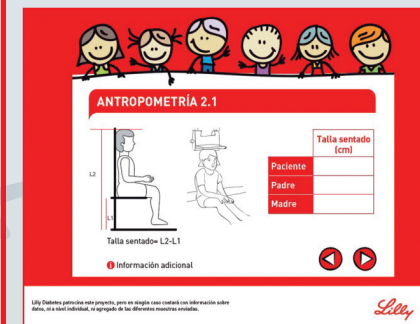 ANTROPOMETRÍA 2.1
L2
L1
Talla sentado= L2-L1
Talla sentado
(cm)
Paciente
Padre
Madre
i Información adicional
Lilly Diabetes patrocina este proyecto, pero en ningún caso contará con información sobre
datos, ni a nivel individual, ni agregado de las diferentes muestras enviadas.
Lilly